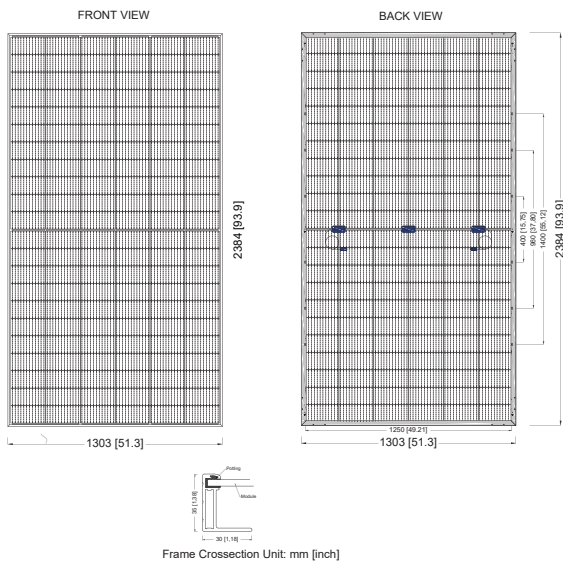 FRONT VIEW
BACK VIEW
2384 [93.9]
400 [15,75]
960 [37,80]
1400 [55,12]
2384 [93.9]
1303 [51.3]
1250 [49.21]
1303 [51.3]
Potting
Module
35 [1,38]
30 [1,18]
Frame Crossection Unit: mm [inch]